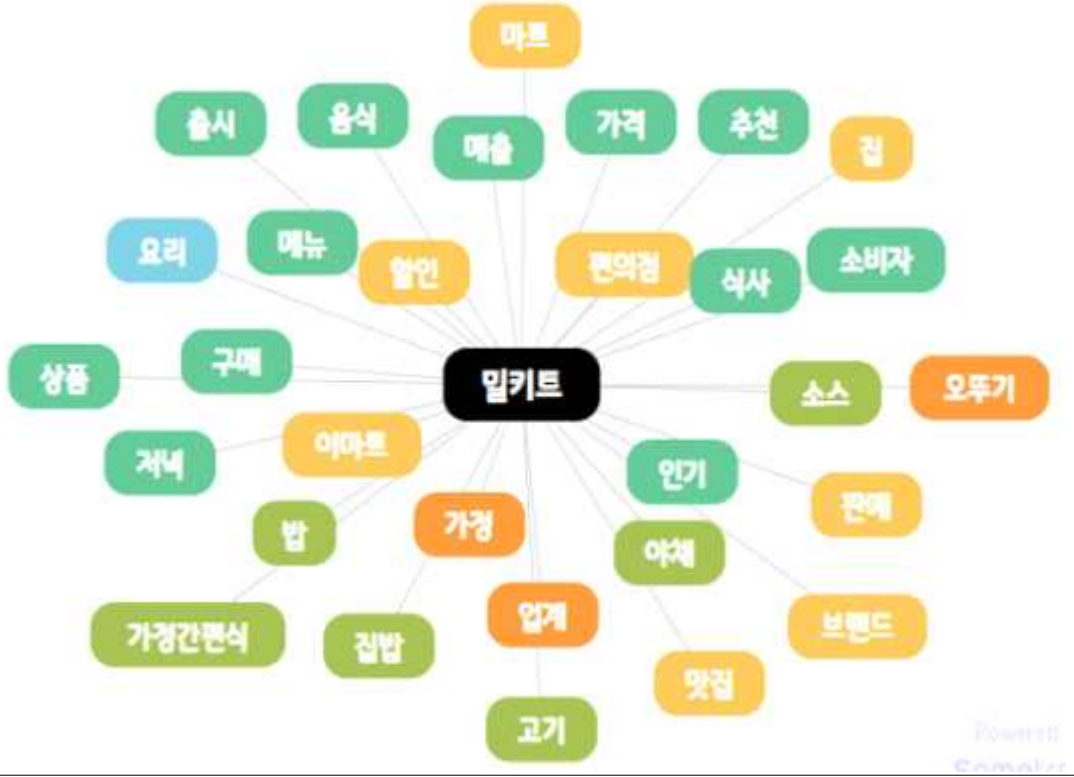 마트
출시
음식
매출
가격
추천
집
요리
메뉴
할인
편의점
식사
소비자
상품
구매
밀키트
소스
오뚜기
저녁
이마트
인기
판매
밥
가정
야채
가정간편식
집밥
업계
브랜드
맛집
고기
Powered